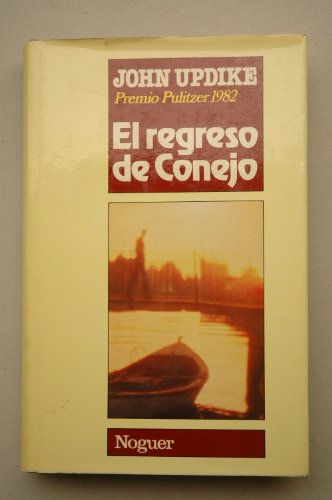 JOHN UPDIKE
Premio Pulitzer 1982
El regreso
de Conejo
Noguer